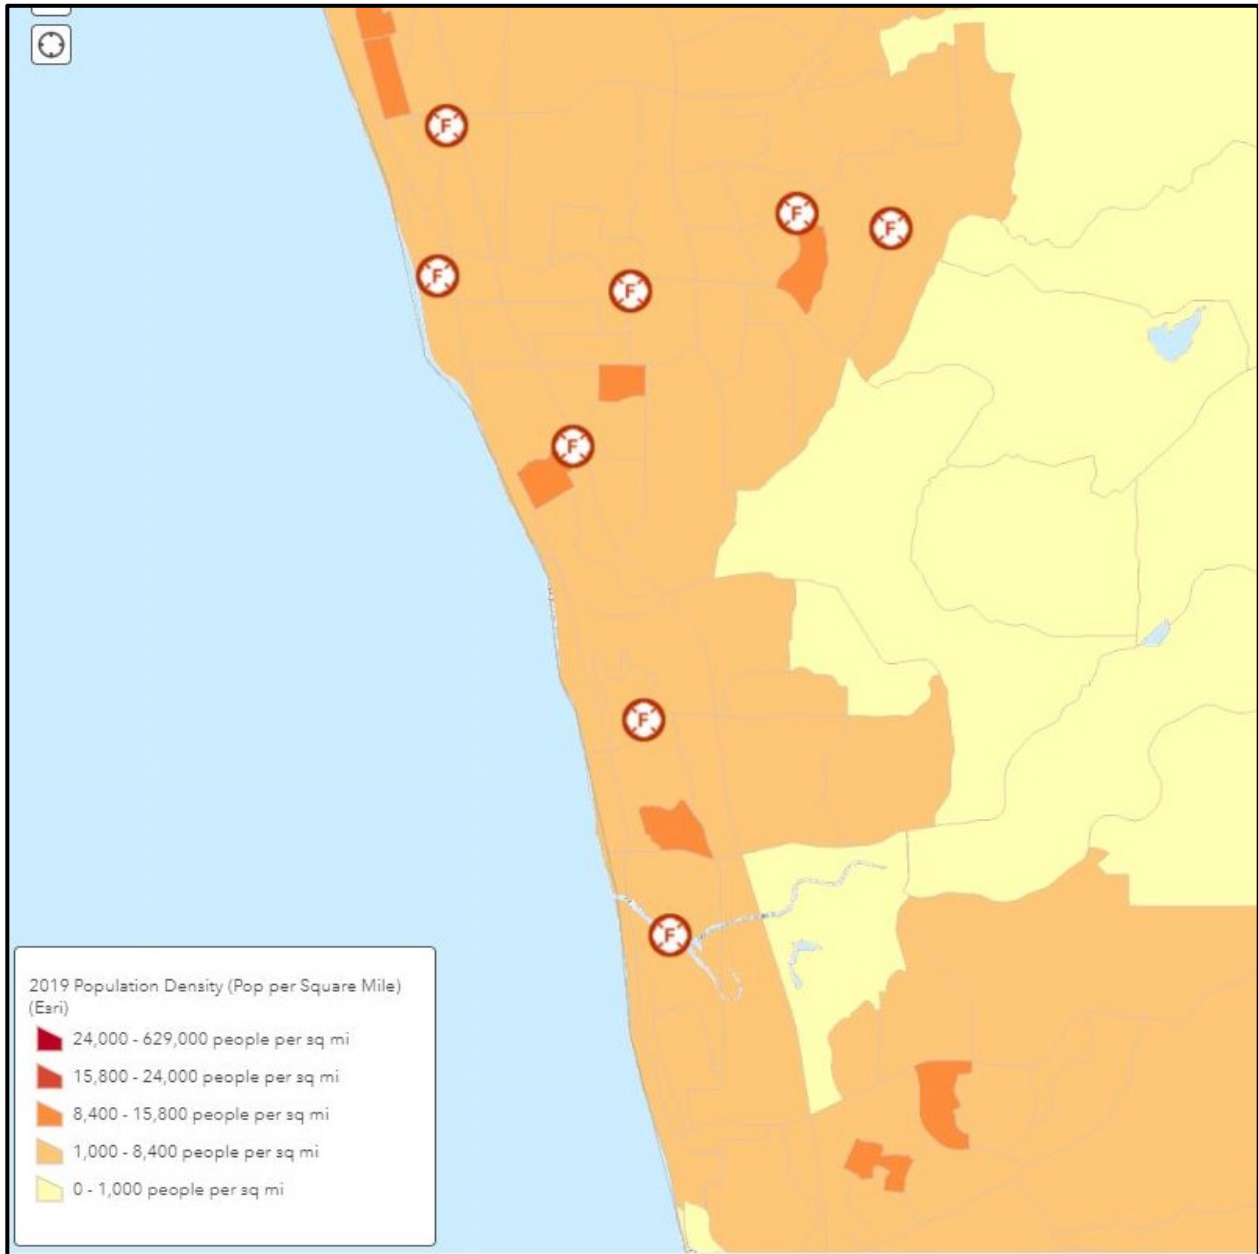 F
F
F
F
F
F
F
F
2019 Population Density (Pop per Square Mile)
(Esri)
24,000 - 629,000 people per sq mi
15,800 - 24,000 people per sq mi
8,400 - 15,800 people per sq mi
1,000 - 8,400 people per sq mi
0 - 1,000 people per sq mi